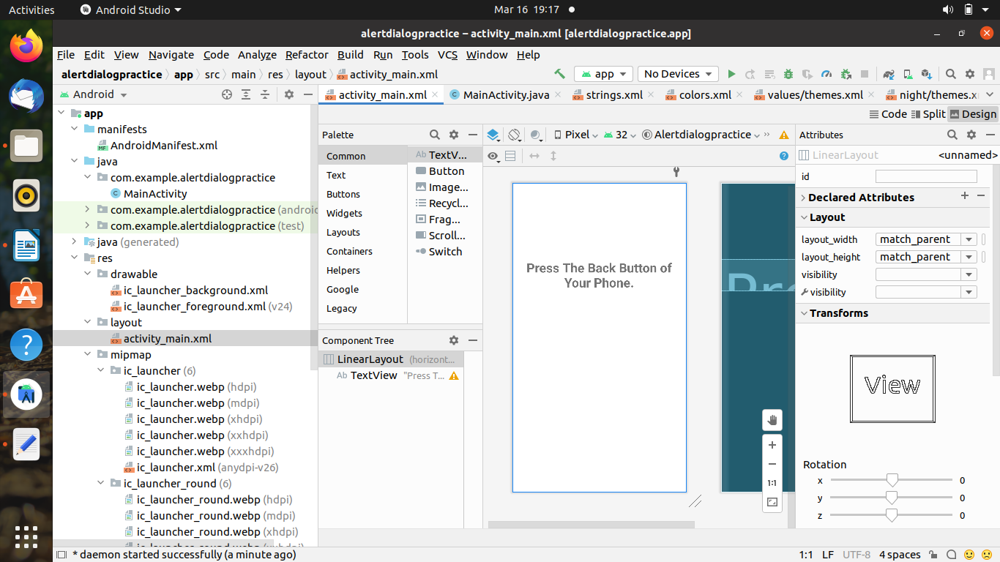 Activities Android Studio Mar 16 19:17
alertdialogpractice – activity_main.xml [alertdialogpractice.app]
File Edit View Navigate Code Analyze Refactor Build Run Tools VCS Window Help
alertdialogpractice app src main res layout activity_main.xml app No Devices
Android activity_main.xml MainActivity.java strings.xml colors.xml values/themes.xml night/themes.x
Code Split Design
app
manifests
AndroidManifest.xml
java
com.example.alertdialogpractice
MainActivity
com.example.alertdialogpractice (androic
com.example.alertdialogpractice (test)
java (generated)
res
drawable
ic_launcher_background.xml
ic_launcher_foreground.xml (v24)
layout
activity_main.xml
mipmap
ic_launcher (6)
ic_launcher.webp (hdpi)
ic_launcher.webp (mdpi)
ic_launcher.webp (xhdpi)
ic_launcher.webp (xxhdpi)
ic_launcher.webp (xxxhdpi)
ic_launcher.xml (anydpi-v26)
ic_launcher_round (6)
ic_launcher_round.webp (hdpi)
ic_launcher_round.webp (mdpi)
ic_launcher_round.webp (xhdpi)
Palette
Common
Text
Buttons
Widgets
Layouts
Containers
Helpers
Google
Legacy
Ab TextV...
Button
Image...
Recycl...
Frag...
Scroll...
Switch
Component Tree
LinearLayout (horizont...
Ab TextView "Press T...
Pixel 32 Alertdialogpractice
Press The Back Button of
Your Phone.
1:1
Attributes
LinearLayout <unnamed>
id
Declared Attributes
Layout
layout_width match_parent
layout_height match_parent
visibility
visibility
Transforms
View
Rotation
x 0
y 0
z 0
* daemon started successfully (a minute ago) 1:1 LF UTF-8 4 spaces